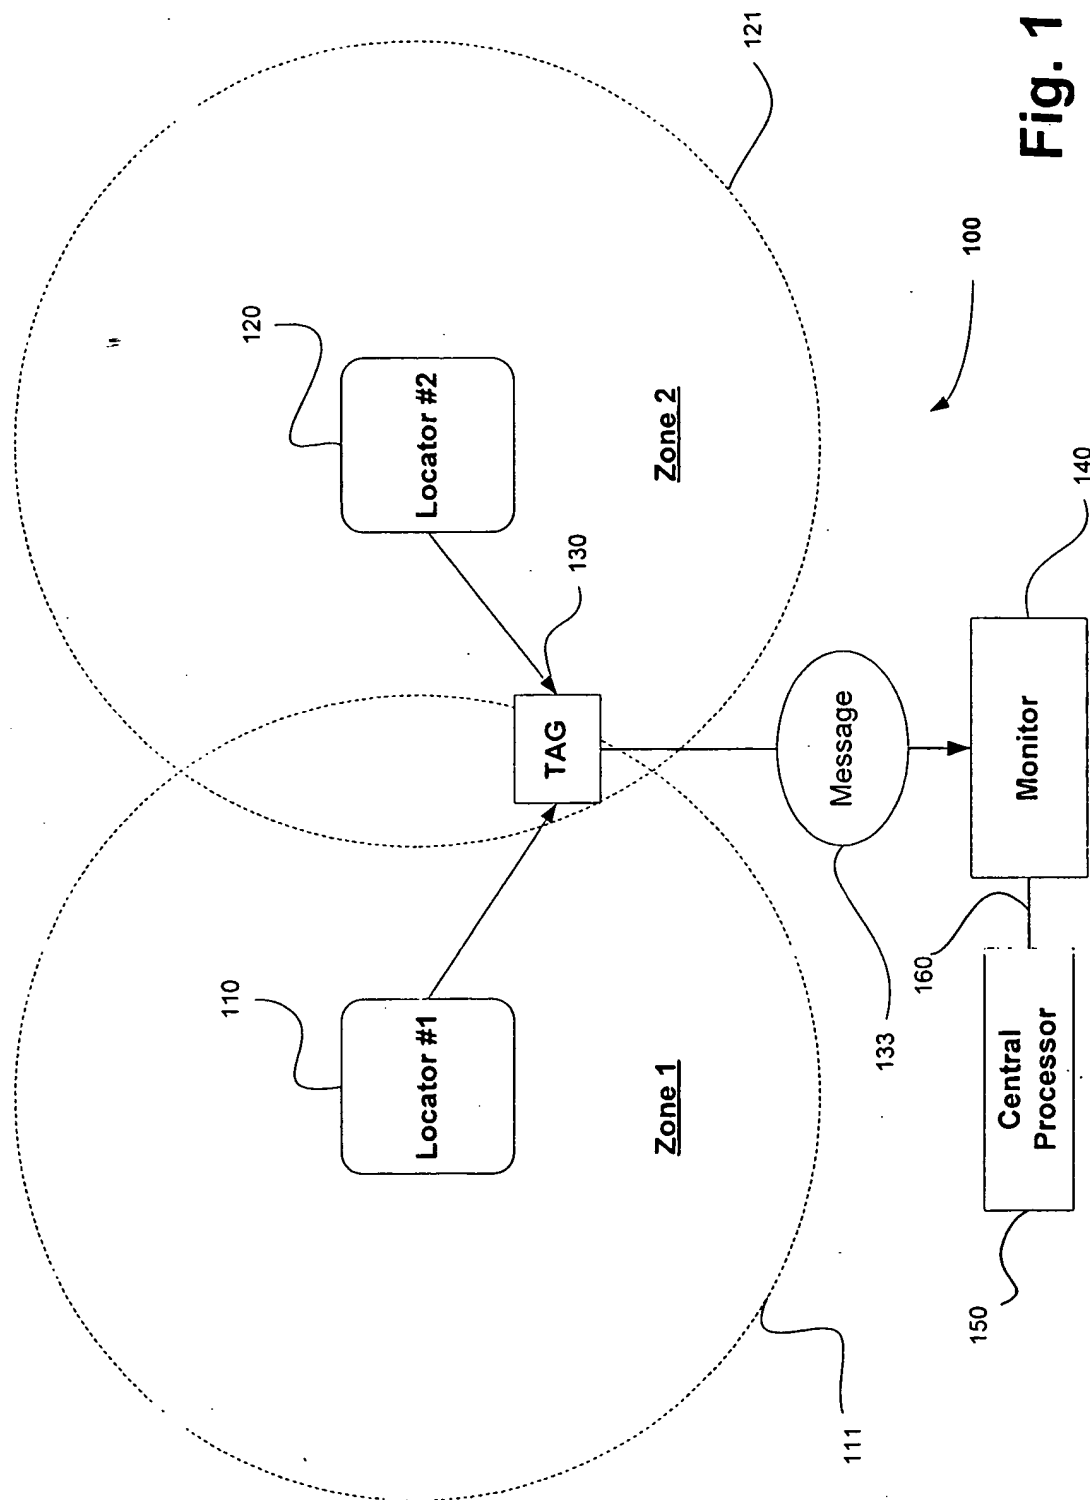 110
Locator #1
Zone 1
111
120
Locator #2
Zone 2
121
130
TAG
133
Message
100
150
Central
Processor
160
Monitor
140
Fig. 1